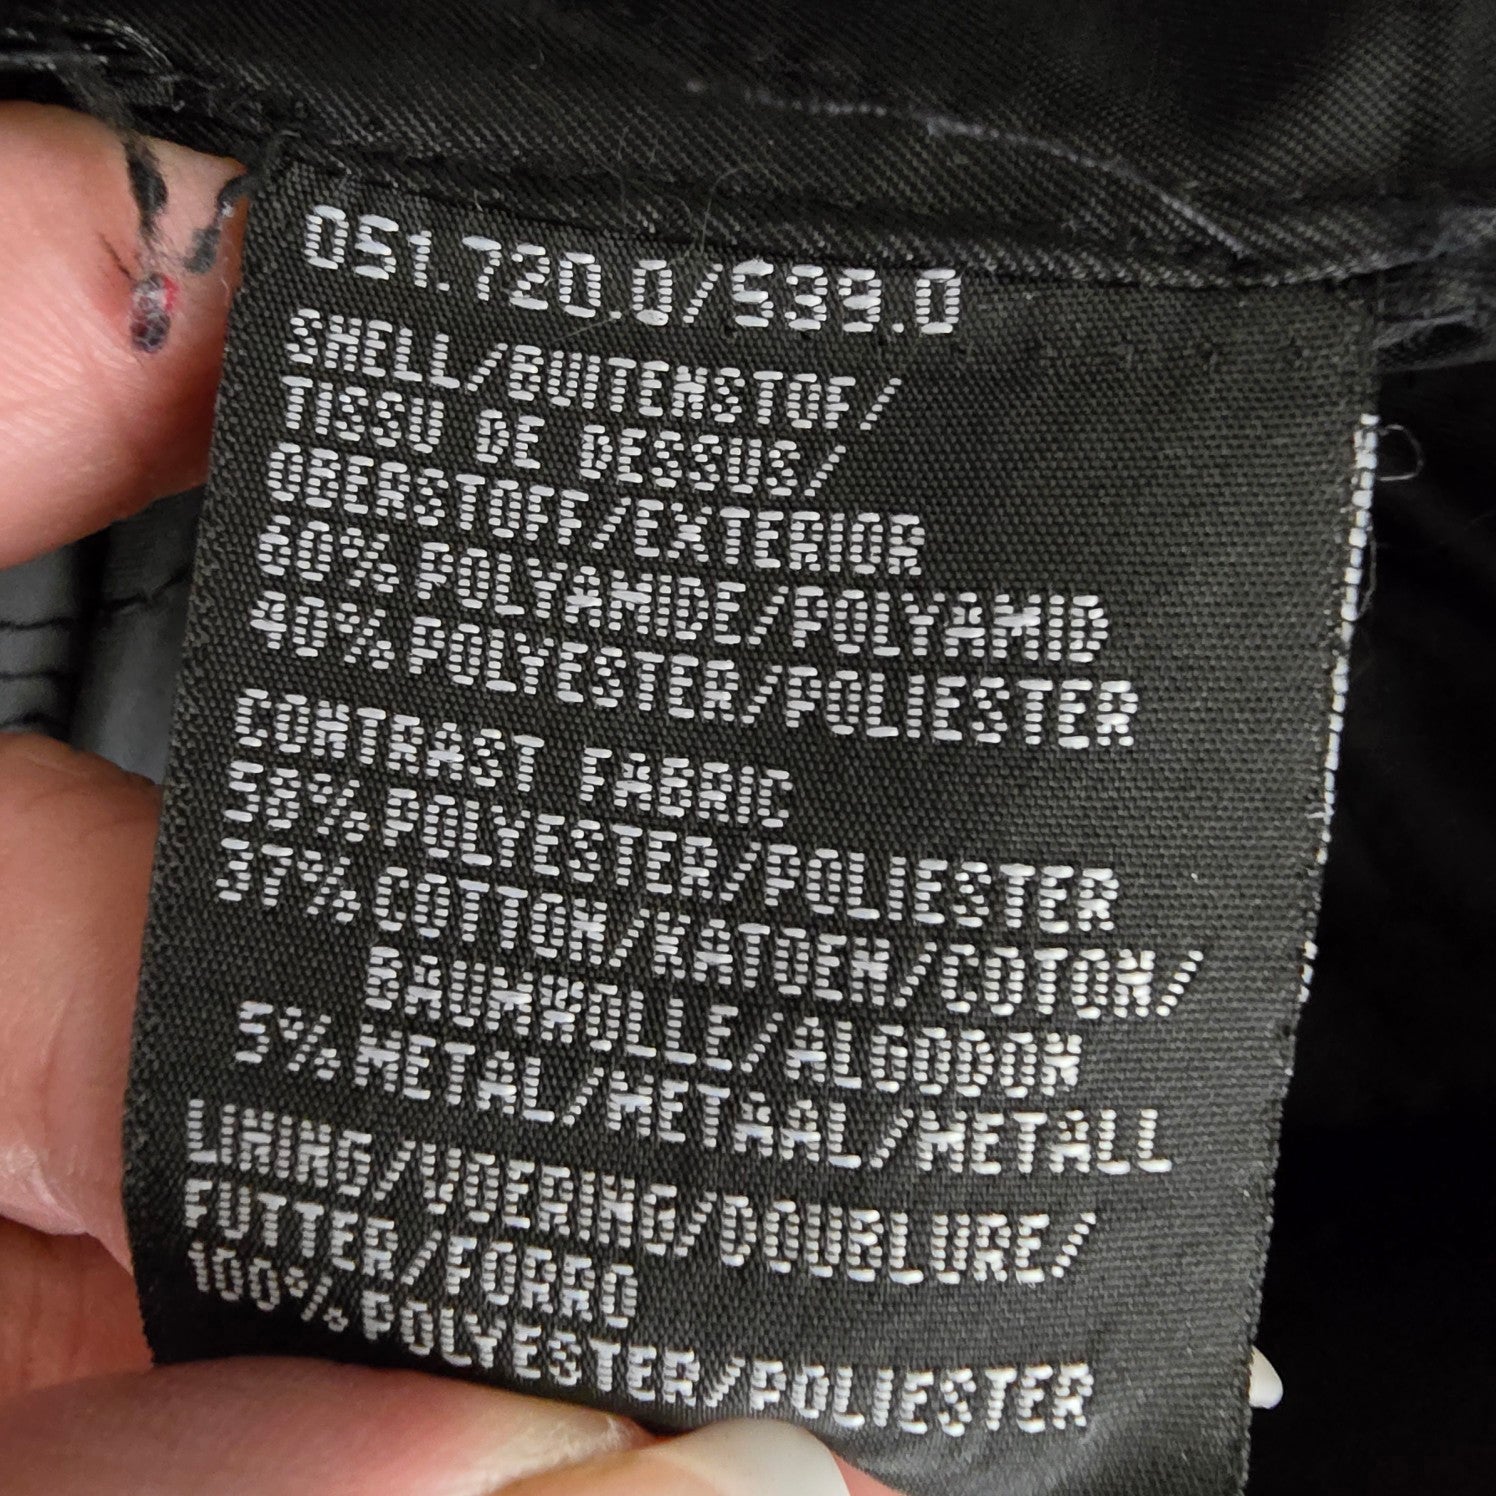 051.720.0/539.0
SHELL/BUITENSTOF/
TISSU DE DESSUS/
OBERSTOFF/EXTERIOR
60% POLYAMIDE/POLYAMID
40% POLYESTER/POLIESTER
CONTRAST FABRIC
58% POLYESTER/POLIESTER
37% COTTON/KATOEN/COTON/
BAUMWOLLE/ALGODON
5% METAL/METAAL/METALL
LINING/VOERING/DOUBLURE/
FUTTER/FORRO
100% POLYESTER/POLIESTER